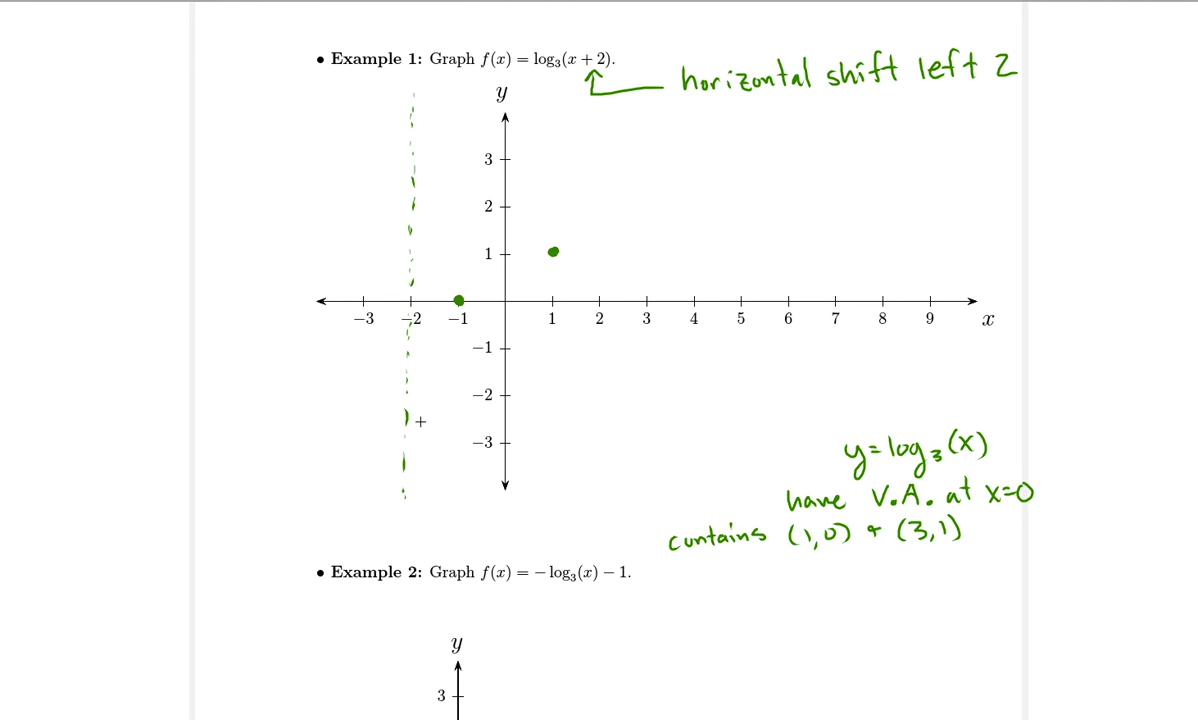 • Example 1: Graph f(x) = log₃(x + 2).
horizontal shift left 2
y
3
2
1
−3 −2 −1 1 2 3 4 5 6 7 8 9 x
−1
−2
−3
y=log₃(x)
have V.A. at x=0
contains (1,0) + (3,1)
• Example 2: Graph f(x) = − log₃(x) − 1.
y
3